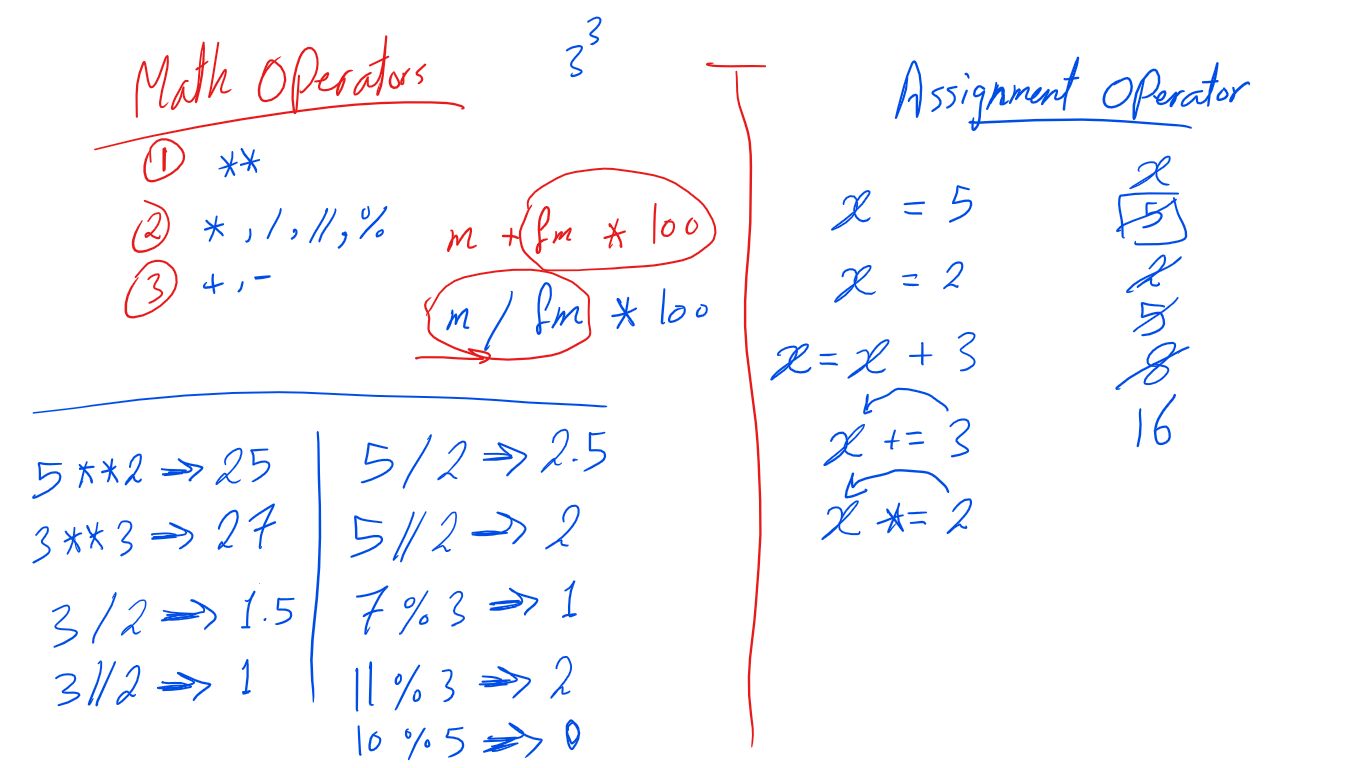 Math Operators
3³
① **
② *, /, //, %
③ +, -
m + fm * 100
m / fm * 100
5**2 ⇒ 25
3**3 ⇒ 27
3/2 ⇒ 1.5
3//2 ⇒ 1
5/2 ⇒ 2.5
5//2 ⇒ 2
7%3 ⇒ 1
11%3 ⇒ 2
10%5 ⇒ 0
Assignment Operator
x = 5
x = 2
x = x + 3
x += 3
x *= 2
x
5
2
5
8
16